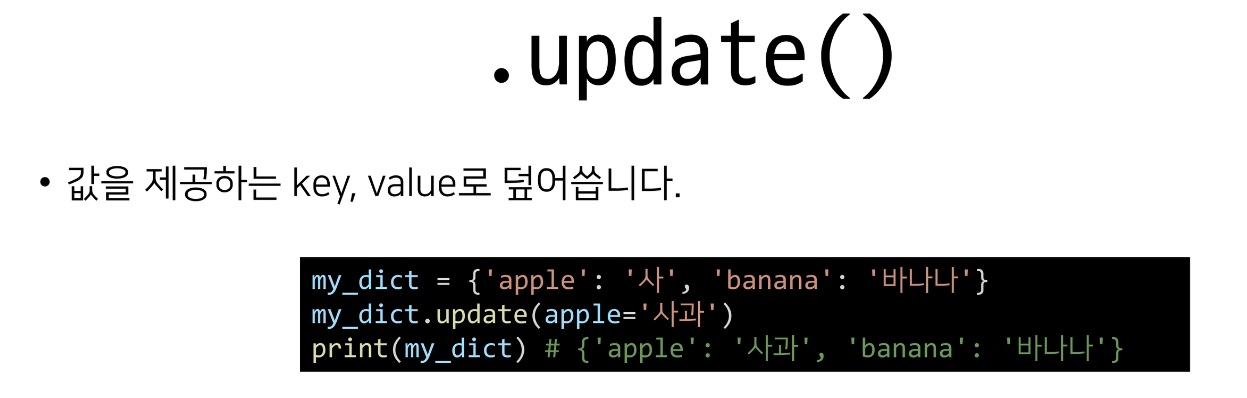 .update()
• 값을 제공하는 key, value로 덮어씁니다.
my_dict = {'apple': '사', 'banana': '바나나'}
my_dict.update(apple='사과')
print(my_dict) # {'apple': '사과', 'banana': '바나나'}